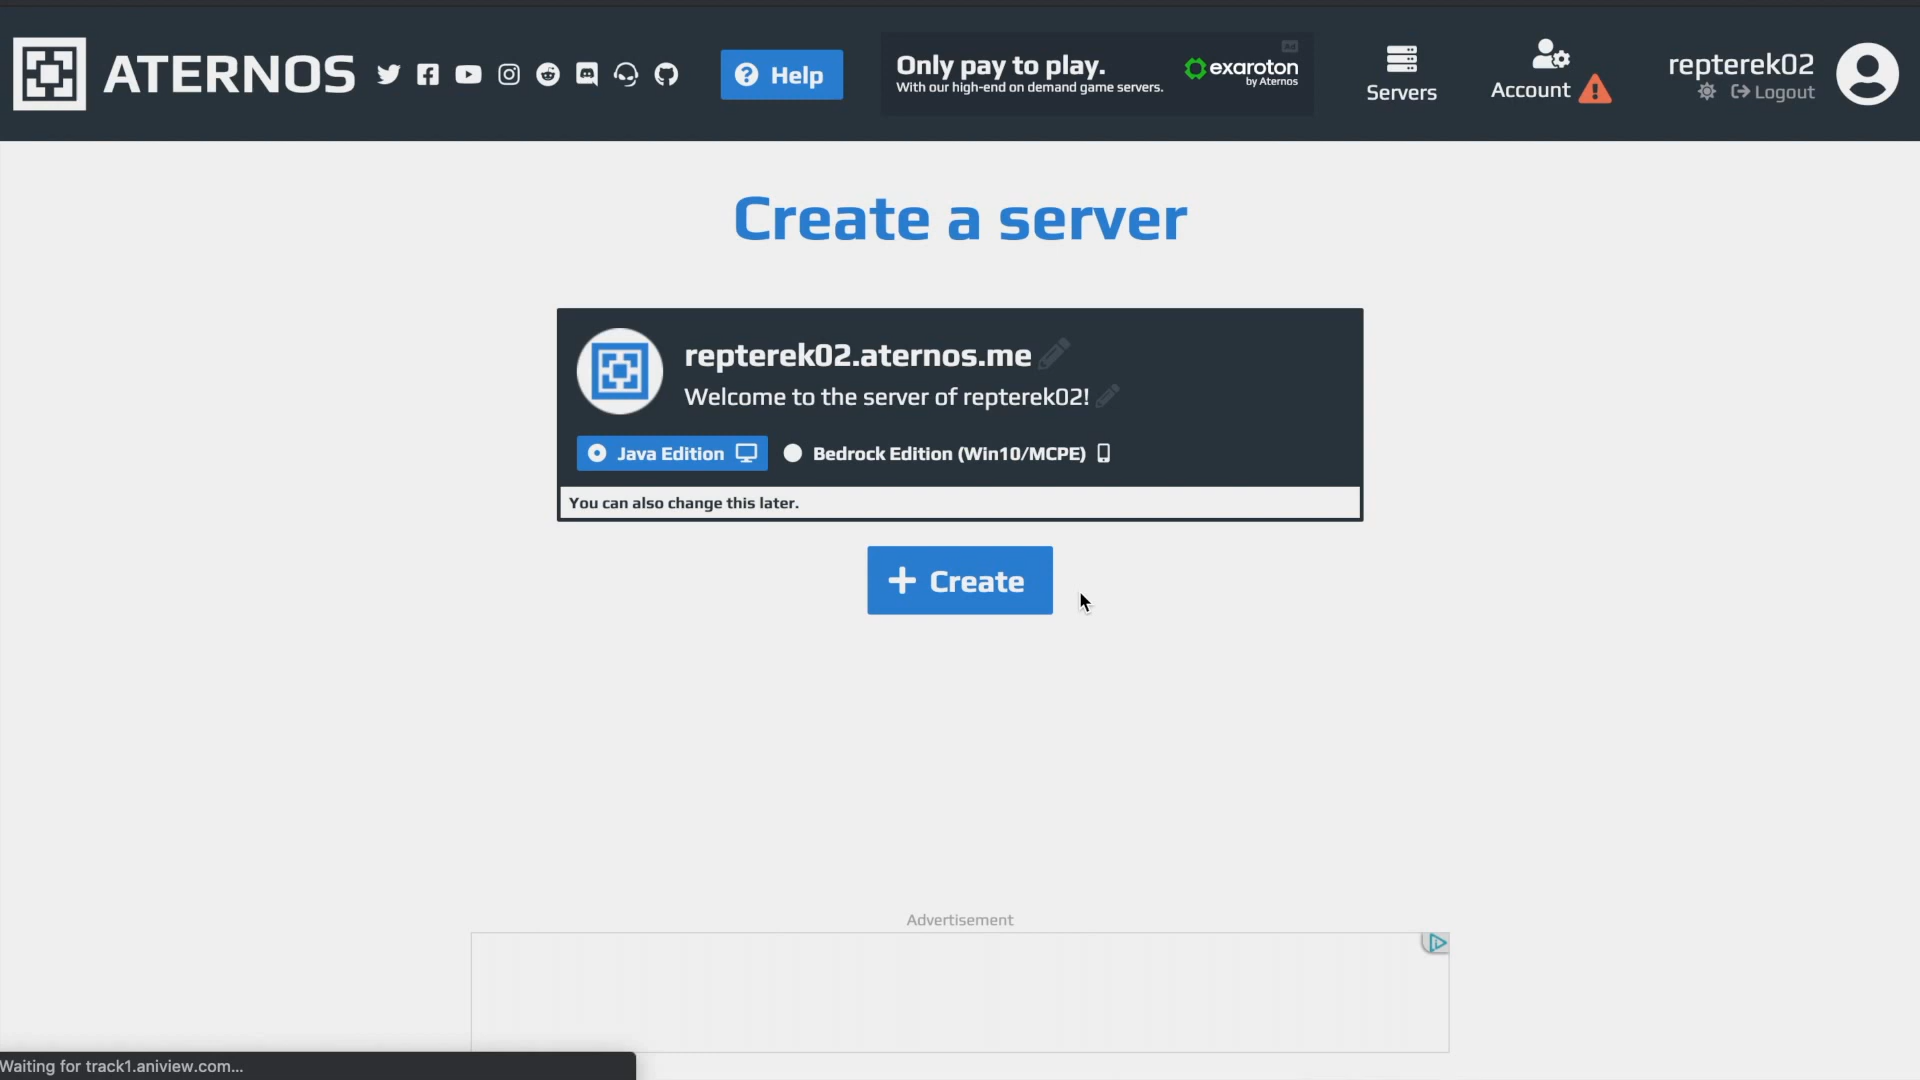 ATERNOS
Help
Only pay to play.
With our high-end on demand game servers.
Ad
exaroton
by Aternos
Servers
Account
repterek02
Logout
Create a server
repterek02.aternos.me
Welcome to the server of repterek02!
Java Edition
Bedrock Edition (Win10/MCPE)
You can also change this later.
Create
Advertisement
Waiting for track1.aniview.com...